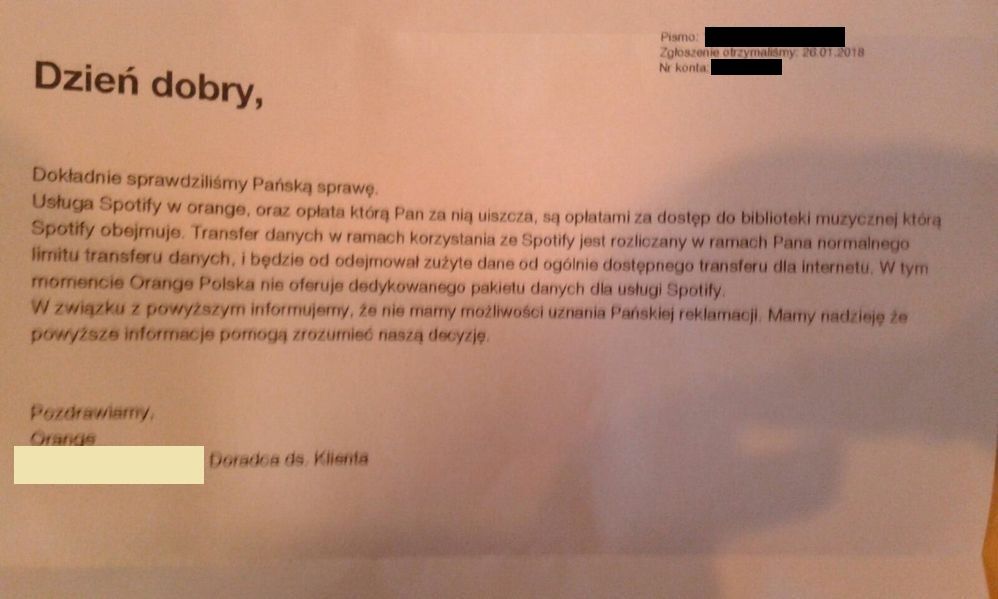 Pismo:
Zgłoszenie otrzymaliśmy: 26.01.2018
Nr konta:
Dzień dobry,
Dokładnie sprawdziliśmy Pańską sprawę.
Usługa Spotify w orange, oraz opłata którą Pan za nią uiszcza, są opłatami za dostęp do biblioteki muzycznej którą
Spotify obejmuje. Transfer danych w ramach korzystania ze Spotify jest rozliczany w ramach Pana normalnego
limitu transferu danych, i będzie od odejmował zużyte dane od ogólnie dostępnego transferu dla internetu. W tym
momencie Orange Polska nie oferuje dedykowanego pakietu danych dla usługi Spotify.
W związku z powyższym informujemy, że nie mamy możliwości uznania Pańskiej reklamacji. Mamy nadzieję że
powyższe informacje pomogą zrozumieć naszą decyzję.
Pozdrawiamy,
Orange
Doradca ds. Klienta